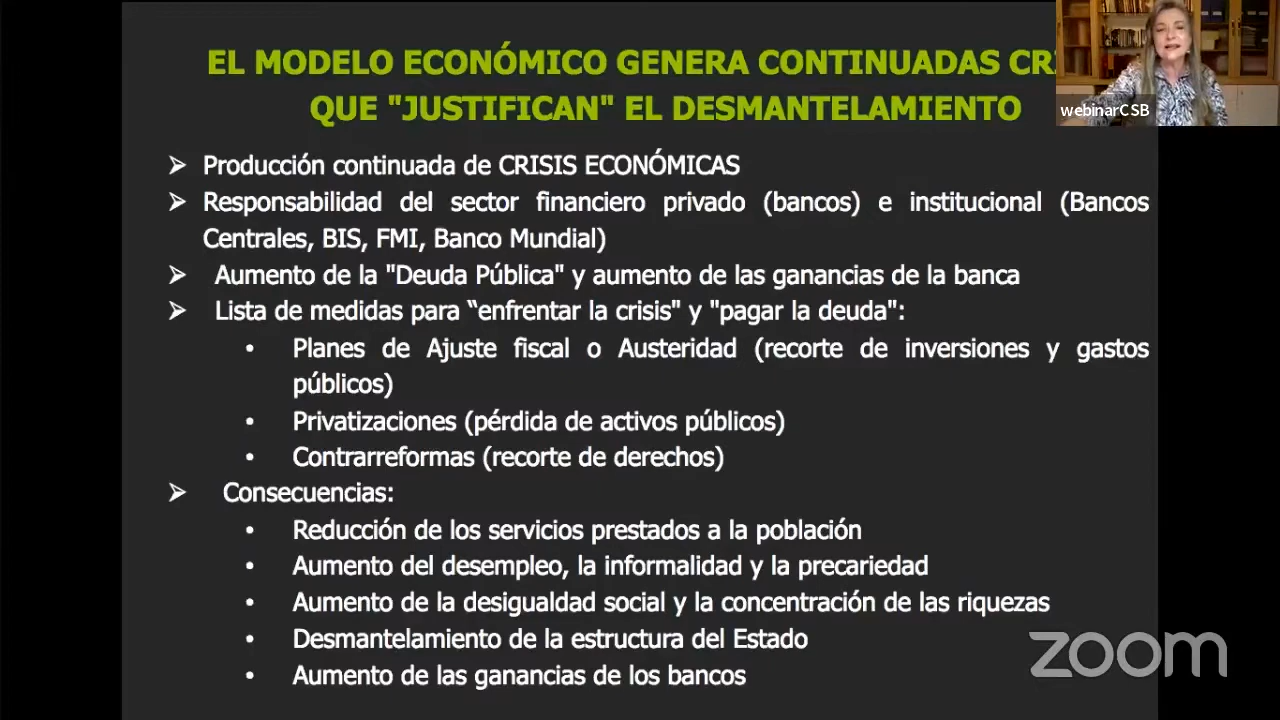 EL MODELO ECONÓMICO GENERA CONTINUADAS
QUE "JUSTIFICAN" EL DESMANTELAMIENTO
webinarCSB
➢ Producción continuada de CRISIS ECONÓMICAS
➢ Responsabilidad del sector financiero privado (bancos) e institucional (Bancos
Centrales, BIS, FMI, Banco Mundial)
➢ Aumento de la "Deuda Pública" y aumento de las ganancias de la banca
➢ Lista de medidas para “enfrentar la crisis" y "pagar la deuda":
• Planes de Ajuste fiscal o Austeridad (recorte de inversiones y gastos
públicos)
• Privatizaciones (pérdida de activos públicos)
• Contrarreformas (recorte de derechos)
➢ Consecuencias:
• Reducción de los servicios prestados a la población
• Aumento del desempleo, la informalidad y la precariedad
• Aumento de la desigualdad social y la concentración de las riquezas
• Desmantelamiento de la estructura del Estado
• Aumento de las ganancias de los bancos
zoom